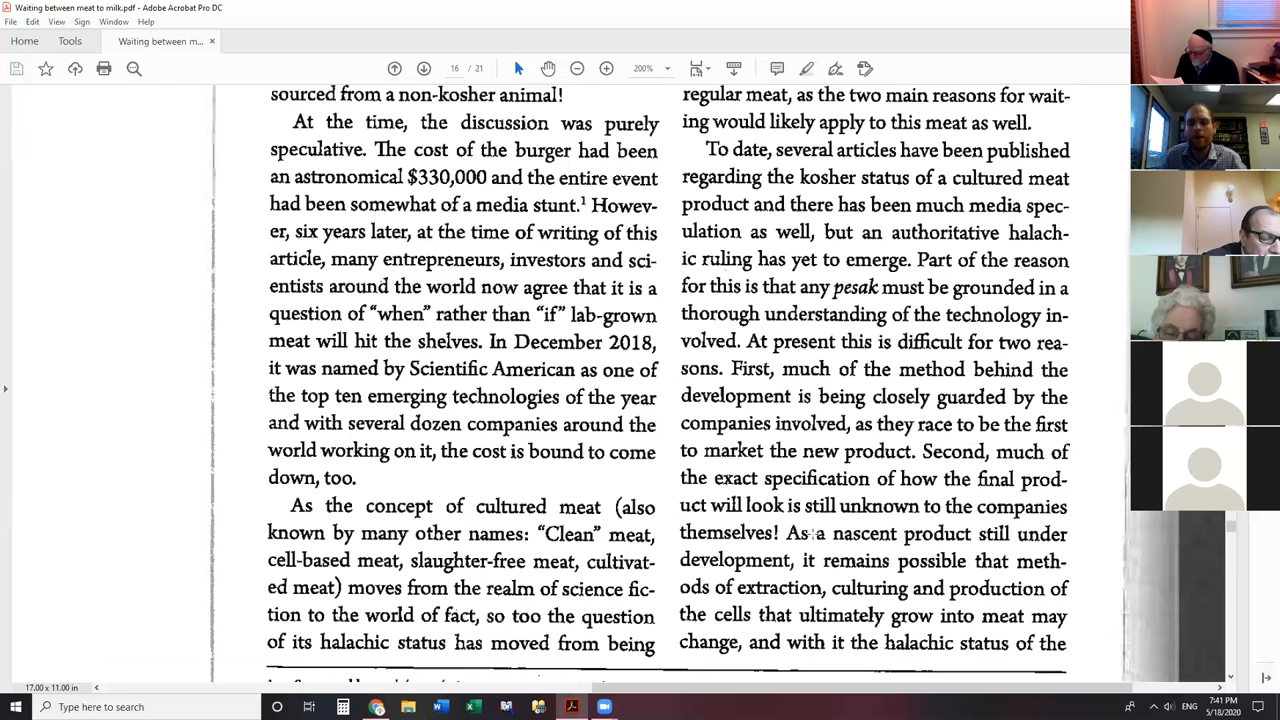 Waiting between meat to milk.pdf - Adobe Acrobat Pro DC
File Edit View Sign Window Help
Home Tools Waiting between m... ×
16 / 21 200%
sourced from a non-kosher animal!
At the time, the discussion was purely
speculative. The cost of the burger had been
an astronomical $330,000 and the entire event
had been somewhat of a media stunt.¹ Howev-
er, six years later, at the time of writing of this
article, many entrepreneurs, investors and sci-
entists around the world now agree that it is a
question of “when” rather than “if” lab-grown
meat will hit the shelves. In December 2018,
it was named by Scientific American as one of
the top ten emerging technologies of the year
and with several dozen companies around the
world working on it, the cost is bound to come
down, too.
As the concept of cultured meat (also
known by many other names: “Clean” meat,
cell-based meat, slaughter-free meat, cultivat-
ed meat) moves from the realm of science fic-
tion to the world of fact, so too the question
of its halachic status has moved from being
regular meat, as the two main reasons for wait-
ing would likely apply to this meat as well.
To date, several articles have been published
regarding the kosher status of a cultured meat
product and there has been much media spec-
ulation as well, but an authoritative halach-
ic ruling has yet to emerge. Part of the reason
for this is that any pesak must be grounded in a
thorough understanding of the technology in-
volved. At present this is difficult for two rea-
sons. First, much of the method behind the
development is being closely guarded by the
companies involved, as they race to be the first
to market the new product. Second, much of
the exact specification of how the final prod-
uct will look is still unknown to the companies
themselves! As a nascent product still under
development, it remains possible that meth-
ods of extraction, culturing and production of
the cells that ultimately grow into meat may
change, and with it the halachic status of the
17.00 x 11.00 in
Type here to search
ENG
7:41 PM
5/18/2020